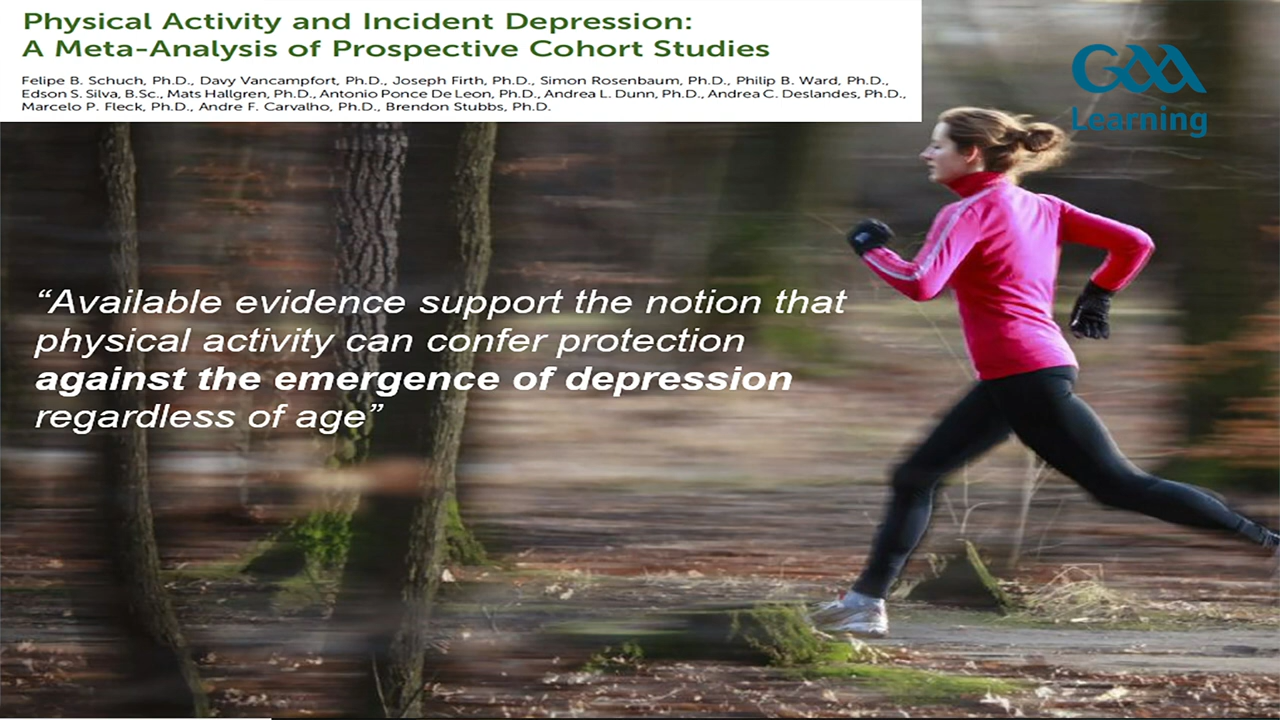 Physical Activity and Incident Depression:
A Meta-Analysis of Prospective Cohort Studies
Felipe B. Schuch, Ph.D., Davy Vancampfort, Ph.D., Joseph Firth, Ph.D., Simon Rosenbaum, Ph.D., Philip B. Ward, Ph.D.,
Edson S. Silva, B.Sc., Mats Hallgren, Ph.D., Antonio Ponce De Leon, Ph.D., Andrea L. Dunn, Ph.D., Andrea C. Deslandes, Ph.D.,
Marcelo P. Fleck, Ph.D., Andre F. Carvalho, Ph.D., Brendon Stubbs, Ph.D.
GAA
Learning
“Available evidence support the notion that
physical activity can confer protection
against the emergence of depression
regardless of age”